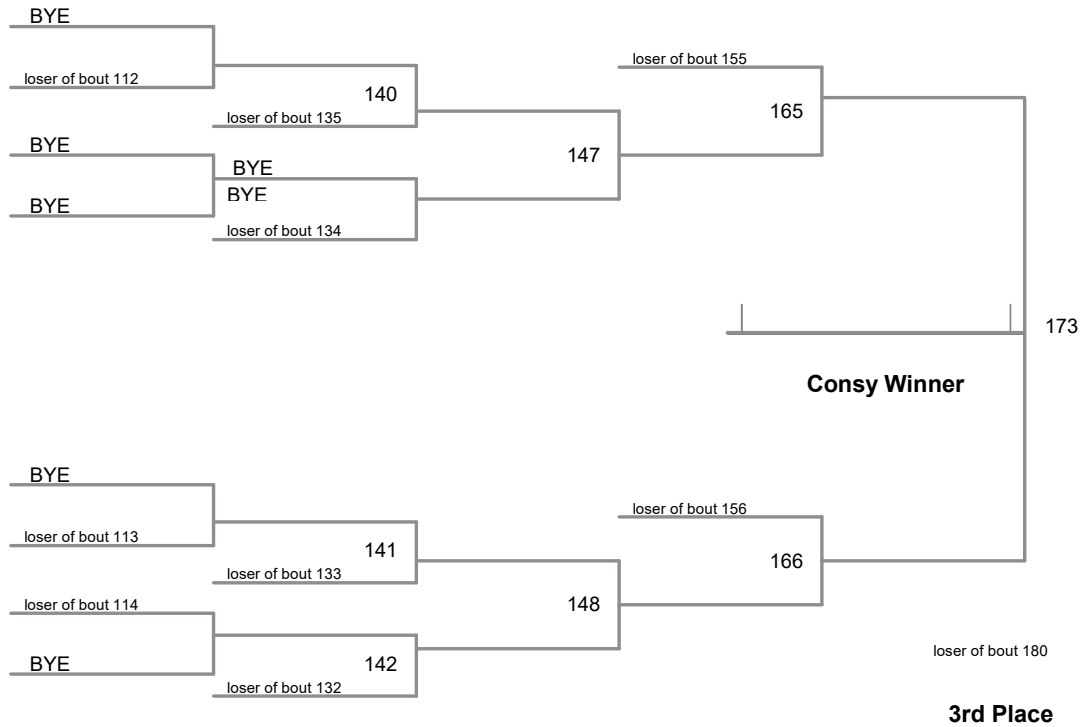 BYE
loser of bout 112
140
loser of bout 135
BYE
BYE
BYE
BYE
loser of bout 134
147
loser of bout 155
165
173
Consy Winner
BYE
loser of bout 113
141
loser of bout 133
loser of bout 114
BYE
142
loser of bout 132
148
loser of bout 156
166
loser of bout 180
3rd Place